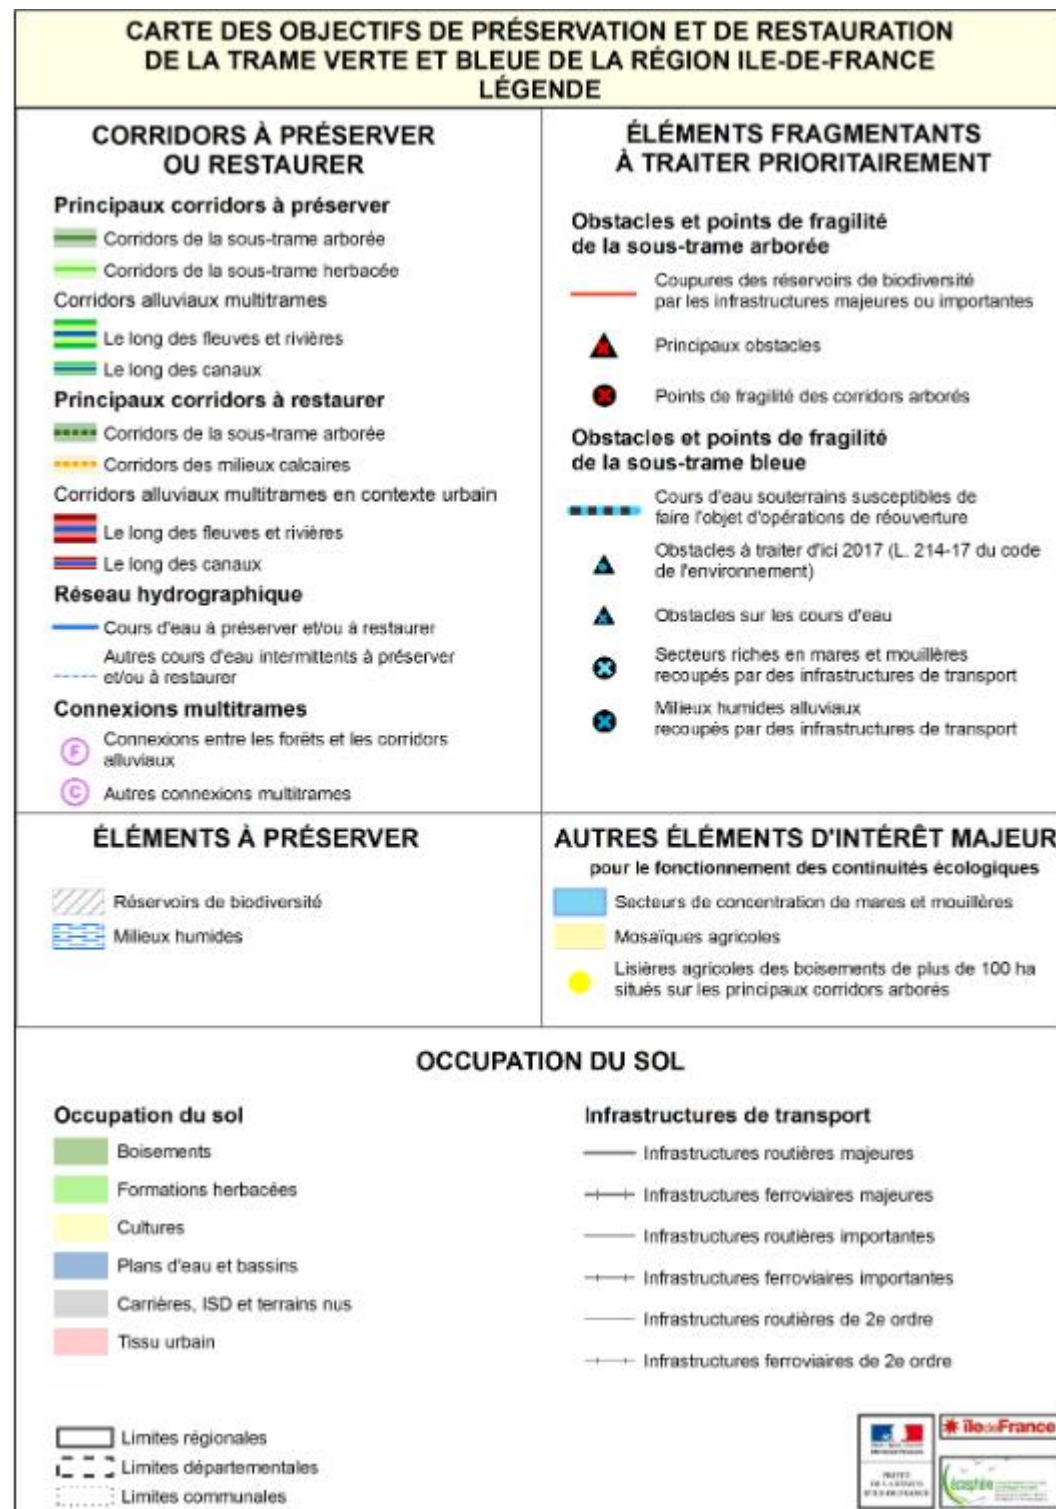 CARTE DES OBJECTIFS DE PRÉSERVATION ET DE RESTAURATION
DE LA TRAME VERTE ET BLEUE DE LA RÉGION ILE-DE-FRANCE
LÉGENDE
CORRIDORS À PRÉSERVER
OU RESTAURER
Principaux corridors à préserver
Corridors de la sous-trame arborée
Corridors de la sous-trame herbacée
Corridors alluviaux multitrames
Le long des fleuves et rivières
Le long des canaux
Principaux corridors à restaurer
Corridors de la sous-trame arborée
Corridors des milieux calcaires
Corridors alluviaux multitrames en contexte urbain
Le long des fleuves et rivières
Le long des canaux
Réseau hydrographique
Cours d'eau à préserver et/ou à restaurer
Autres cours d'eau intermittents à préserver
et/ou à restaurer
Connexions multitrames
F
Connexions entre les forêts et les corridors
alluviaux
C
Autres connexions multitrames
ÉLÉMENTS FRAGMENTANTS
À TRAITER PRIORITAIREMENT
Obstacles et points de fragilité
de la sous-trame arborée
Coupures des réservoirs de biodiversité
par les infrastructures majeures ou importantes
Principaux obstacles
Points de fragilité des corridors arborés
Obstacles et points de fragilité
de la sous-trame bleue
Cours d'eau souterrains susceptibles de
faire l'objet d'opérations de réouverture
Obstacles à traiter d'ici 2017 (L. 214-17 du code
de l'environnement)
Obstacles sur les cours d'eau
Secteurs riches en mares et mouillères
recoupés par des infrastructures de transport
Milieux humides alluviaux
recoupés par des infrastructures de transport
ÉLÉMENTS À PRÉSERVER
Réservoirs de biodiversité
Milieux humides
AUTRES ÉLÉMENTS D'INTÉRÊT MAJEUR
pour le fonctionnement des continuités écologiques
Secteurs de concentration de mares et mouillères
Mosaïques agricoles
Lisières agricoles des boisements de plus de 100 ha
situés sur les principaux corridors arborés
OCCUPATION DU SOL
Occupation du sol
Boisements
Formations herbacées
Cultures
Plans d'eau et bassins
Carrières, ISD et terrains nus
Tissu urbain
Infrastructures de transport
Infrastructures routières majeures
Infrastructures ferroviaires majeures
Infrastructures routières importantes
Infrastructures ferroviaires importantes
Infrastructures routières de 2e ordre
Infrastructures ferroviaires de 2e ordre
Limites régionales
Limites départementales
Limites communales
îledeFrance
écosphère